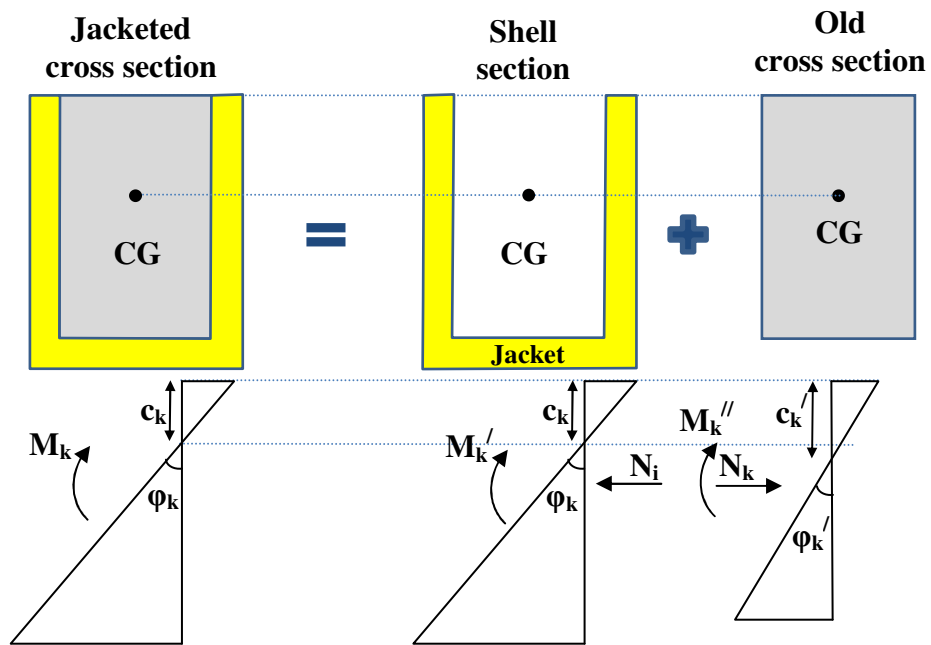 Jacketed
cross section
Shell
section
Old
cross section
CG
=
CG
+
CG
Jacket
cₖ
Mₖ
φₖ
cₖ
Mₖ′
φₖ
Nᵢ
cₖ′
Mₖ′′
Nₖ
φₖ′